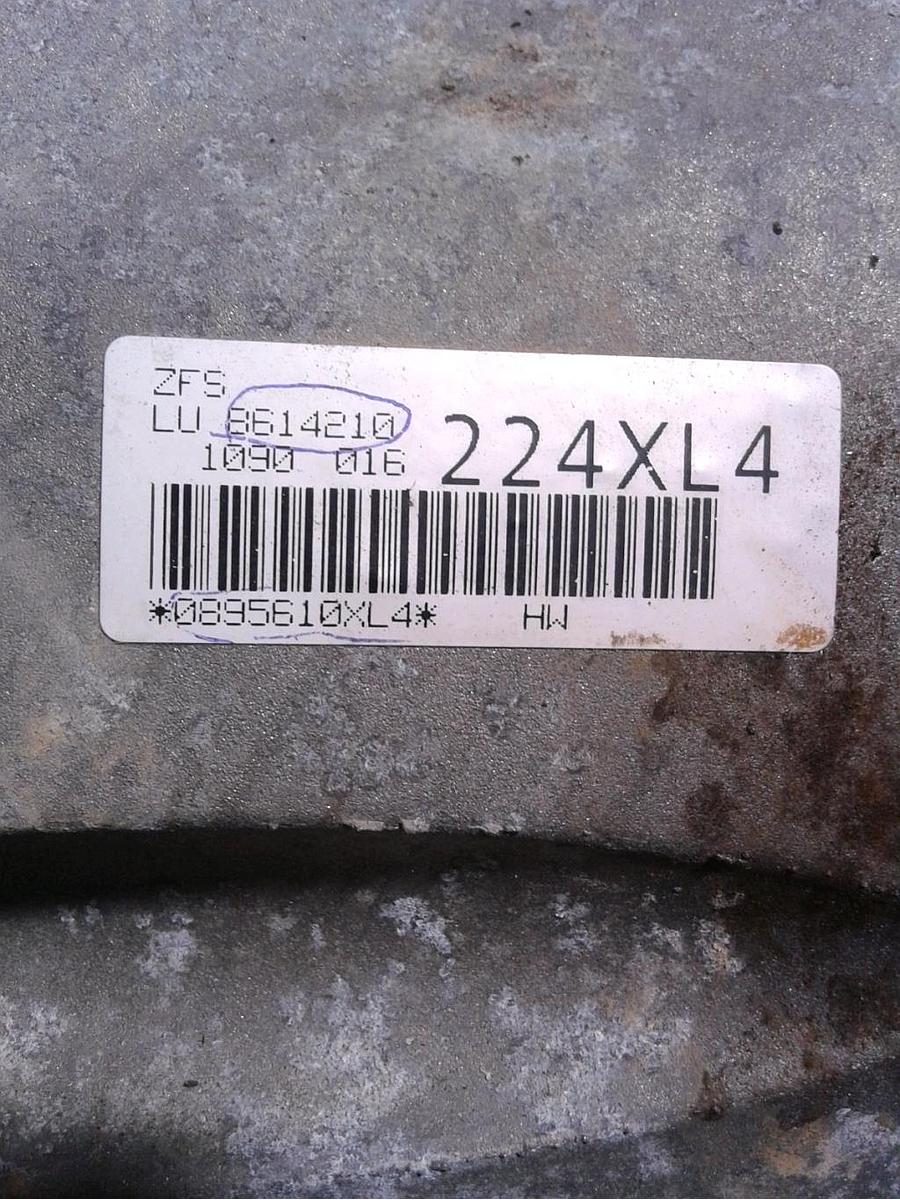 ZFS
LU 8614210
1090 016
224XL4
*0895610XL4* HW